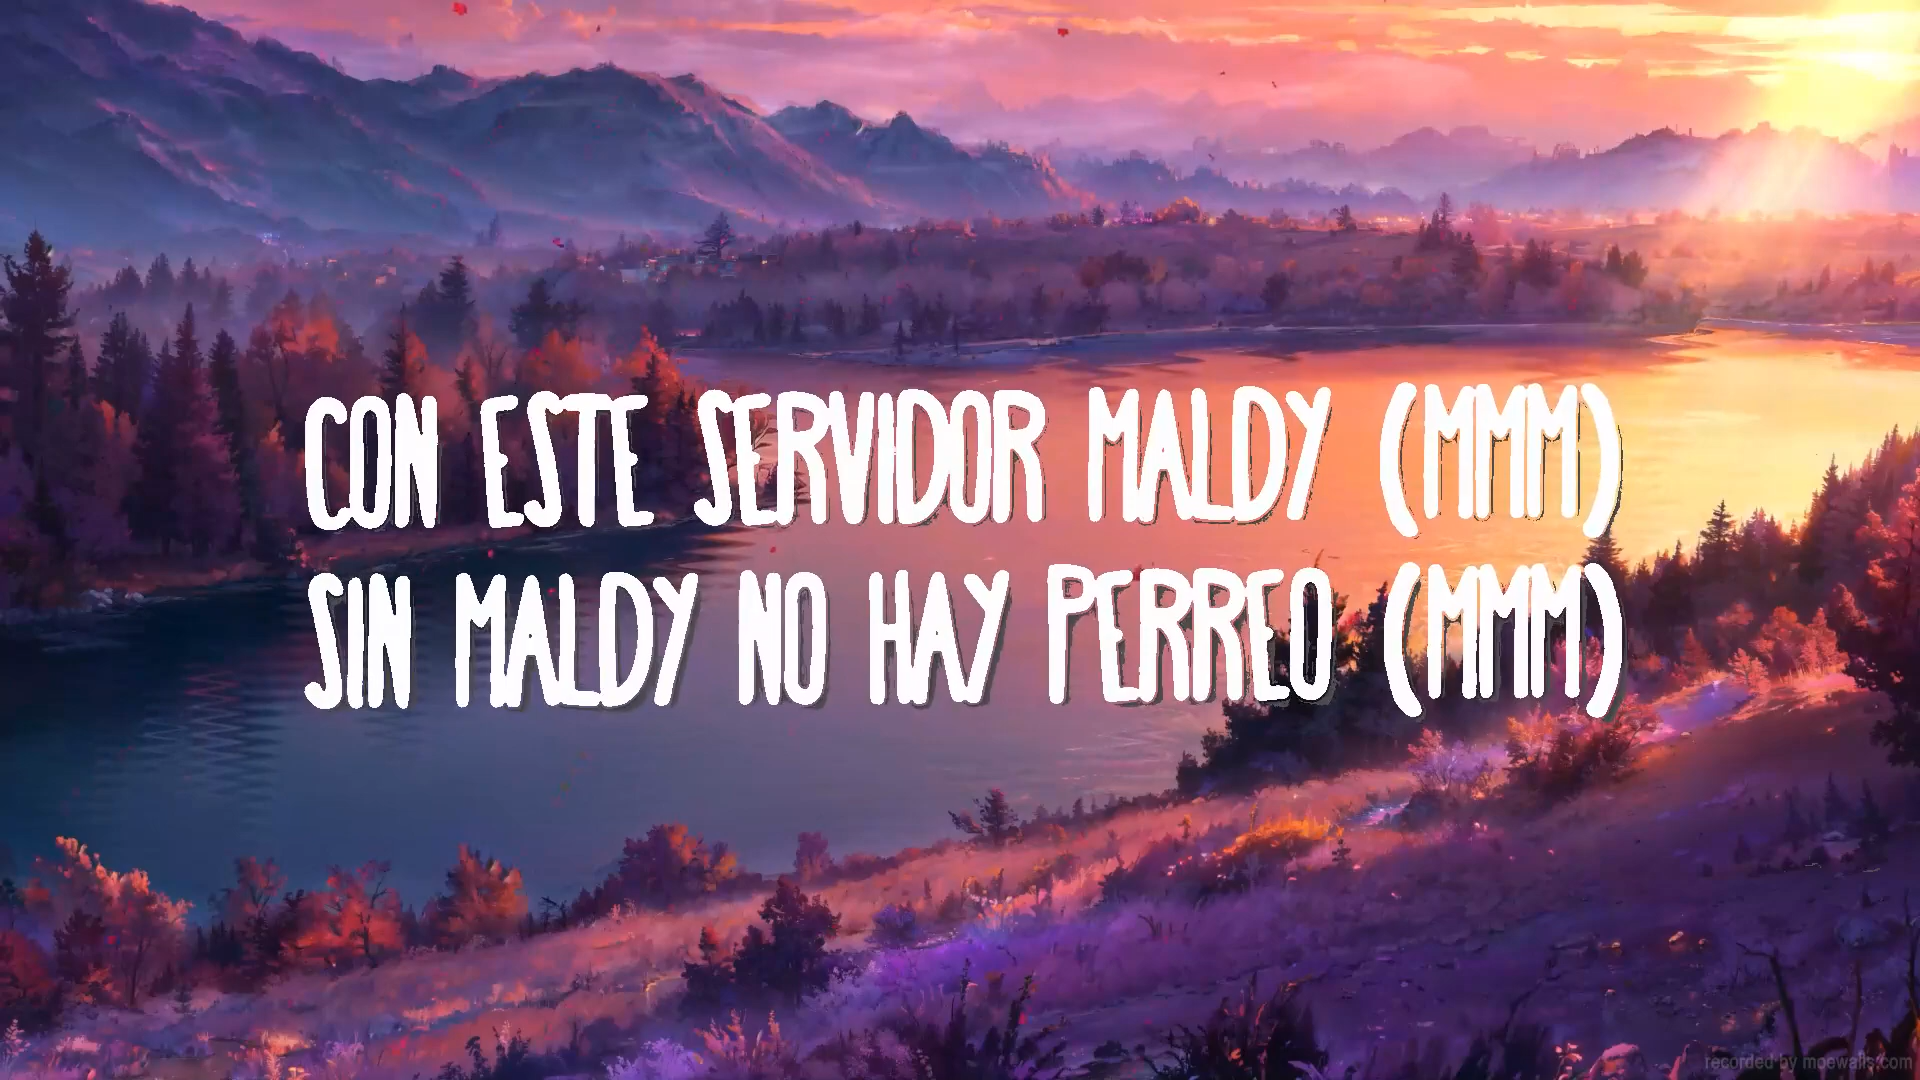 CON ESTE SERVIDOR MALDY (MMM)
SIN MALDY NO HAY PERREO (MMM)
recorded by moewalls.com